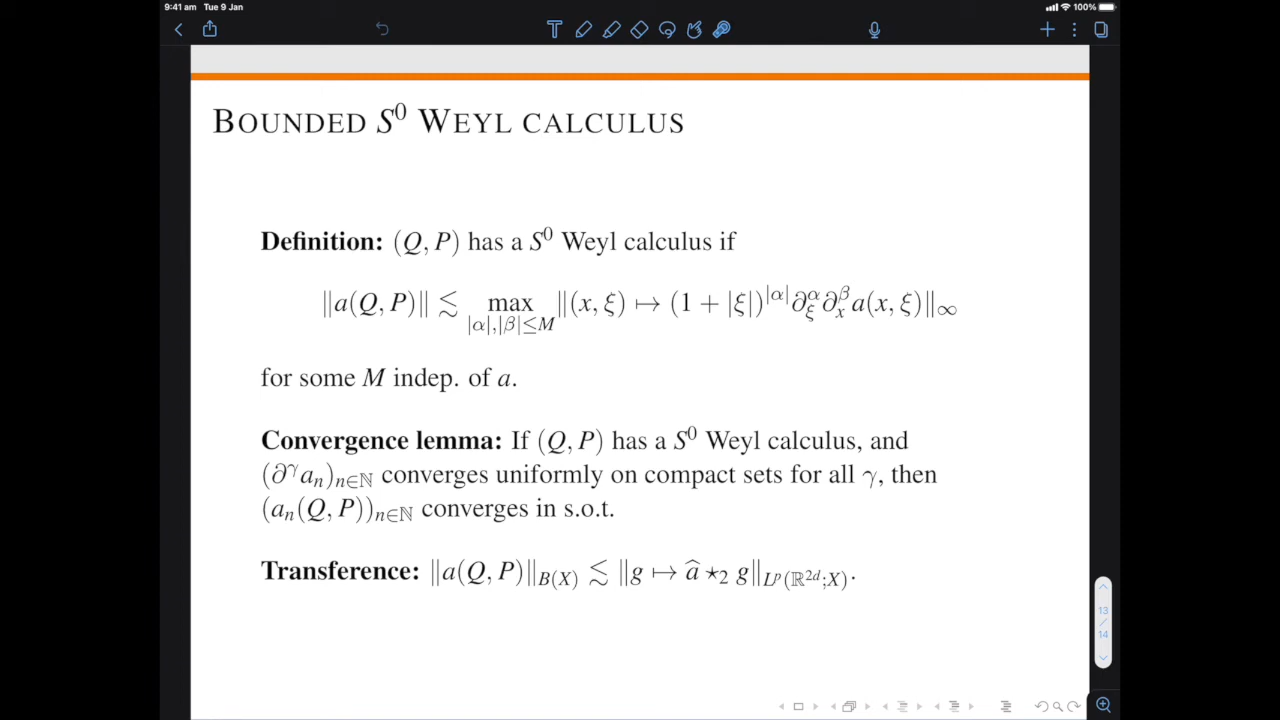 9:41 am Tue 9 Jan
100%
BOUNDED S⁰ WEYL CALCULUS
Definition: (Q, P) has a S⁰ Weyl calculus if
‖a(Q, P)‖ ≲ max_{|α|,|β|≤M} ‖(x, ξ) ↦ (1 + |ξ|)^{|α|} ∂_ξ^α ∂_x^β a(x, ξ)‖_∞
for some M indep. of a.
Convergence lemma: If (Q, P) has a S⁰ Weyl calculus, and
(∂^γ a_n)_{n∈ℕ} converges uniformly on compact sets for all γ, then
(a_n(Q, P))_{n∈ℕ} converges in s.o.t.
Transference: ‖a(Q, P)‖_{B(X)} ≲ ‖g ↦ â ⋆₂ g‖_{L^p(ℝ^{2d};X)}.
13
/
14